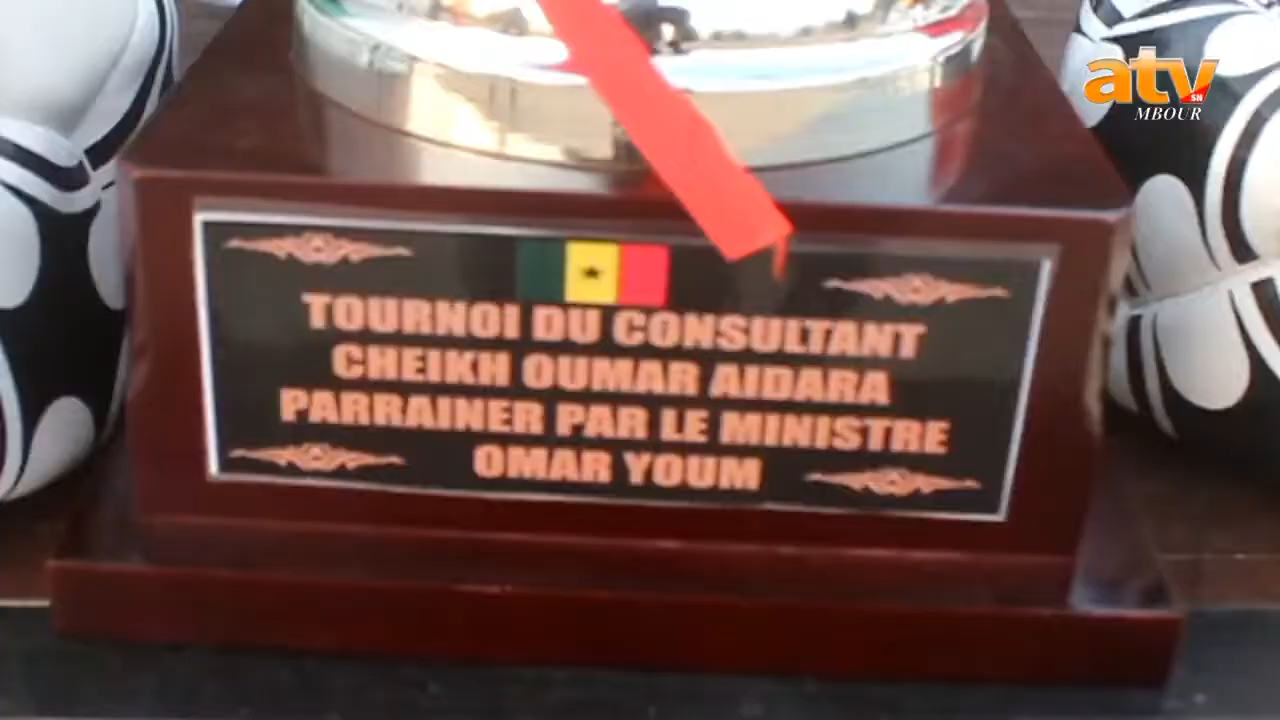 atv
SN
MBOUR
TOURNOI DU CONSULTANT
CHEIKH OUMAR AIDARA
PARRAINER PAR LE MINISTRE
OMAR YOUM